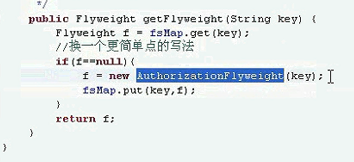 */
public Flyweight getFlyweight(String key) {
Flyweight f = fsMap.get(key);
//换一个更简单点的写法
if(f==null){
f = new AuthorizationFlyweight(key);
fsMap.put(key,f);
}
return f;
}
}